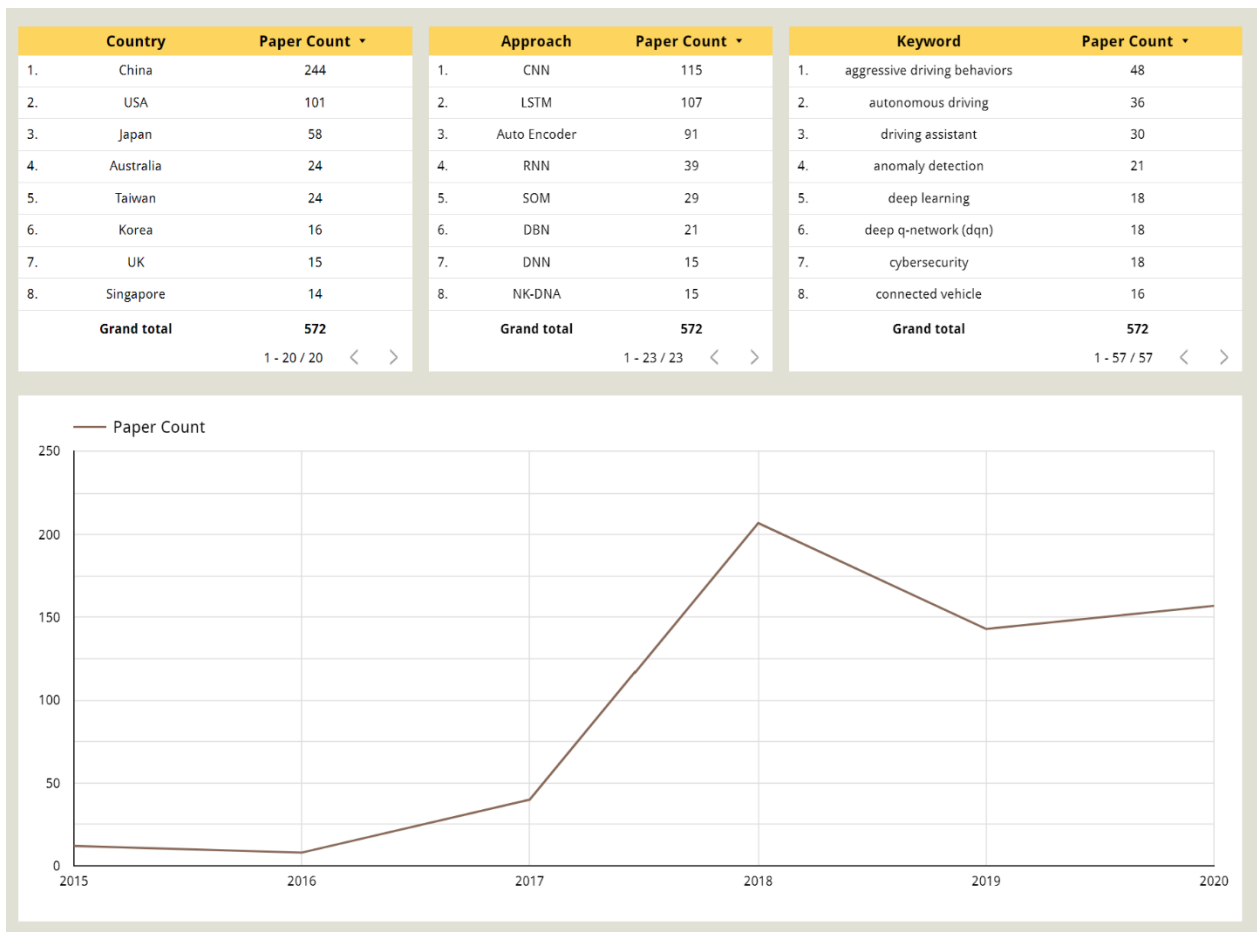 Country Paper Count
1. China 244
2. USA 101
3. Japan 58
4. Australia 24
5. Taiwan 24
6. Korea 16
7. UK 15
8. Singapore 14
Grand total 572
1 - 20 / 20
Approach Paper Count
1. CNN 115
2. LSTM 107
3. Auto Encoder 91
4. RNN 39
5. SOM 29
6. DBN 21
7. DNN 15
8. NK-DNA 15
Grand total 572
1 - 23 / 23
Keyword Paper Count
1. aggressive driving behaviors 48
2. autonomous driving 36
3. driving assistant 30
4. anomaly detection 21
5. deep learning 18
6. deep q-network (dqn) 18
7. cybersecurity 18
8. connected vehicle 16
Grand total 572
1 - 57 / 57
Paper Count
250
200
150
100
50
0
2015 2016 2017 2018 2019 2020